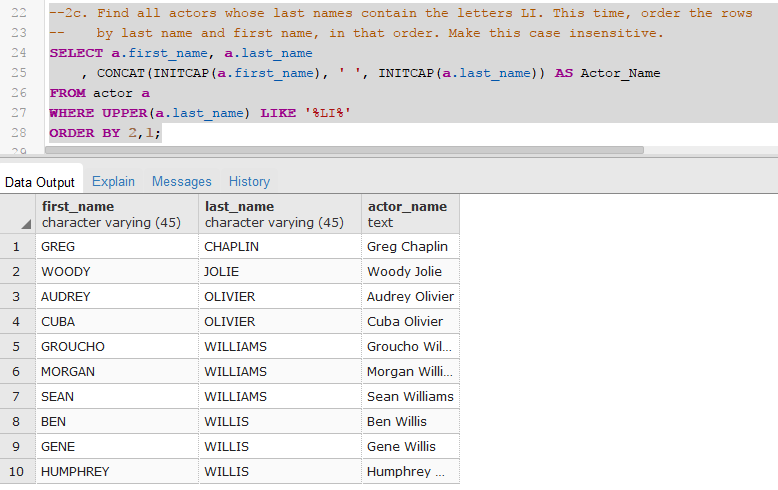 22 --2c. Find all actors whose last names contain the letters LI. This time, order the rows
23 --    by last name and first name, in that order. Make this case insensitive.
24 SELECT a.first_name, a.last_name
25     , CONCAT(INITCAP(a.first_name), ' ', INITCAP(a.last_name)) AS Actor_Name
26 FROM actor a
27 WHERE UPPER(a.last_name) LIKE '%LI%'
28 ORDER BY 2,1;
29
Data Output Explain Messages History
first_name last_name actor_name
character varying (45) character varying (45) text
1 GREG CHAPLIN Greg Chaplin
2 WOODY JOLIE Woody Jolie
3 AUDREY OLIVIER Audrey Olivier
4 CUBA OLIVIER Cuba Olivier
5 GROUCHO WILLIAMS Groucho Wil...
6 MORGAN WILLIAMS Morgan Willi...
7 SEAN WILLIAMS Sean Williams
8 BEN WILLIS Ben Willis
9 GENE WILLIS Gene Willis
10 HUMPHREY WILLIS Humphrey ...